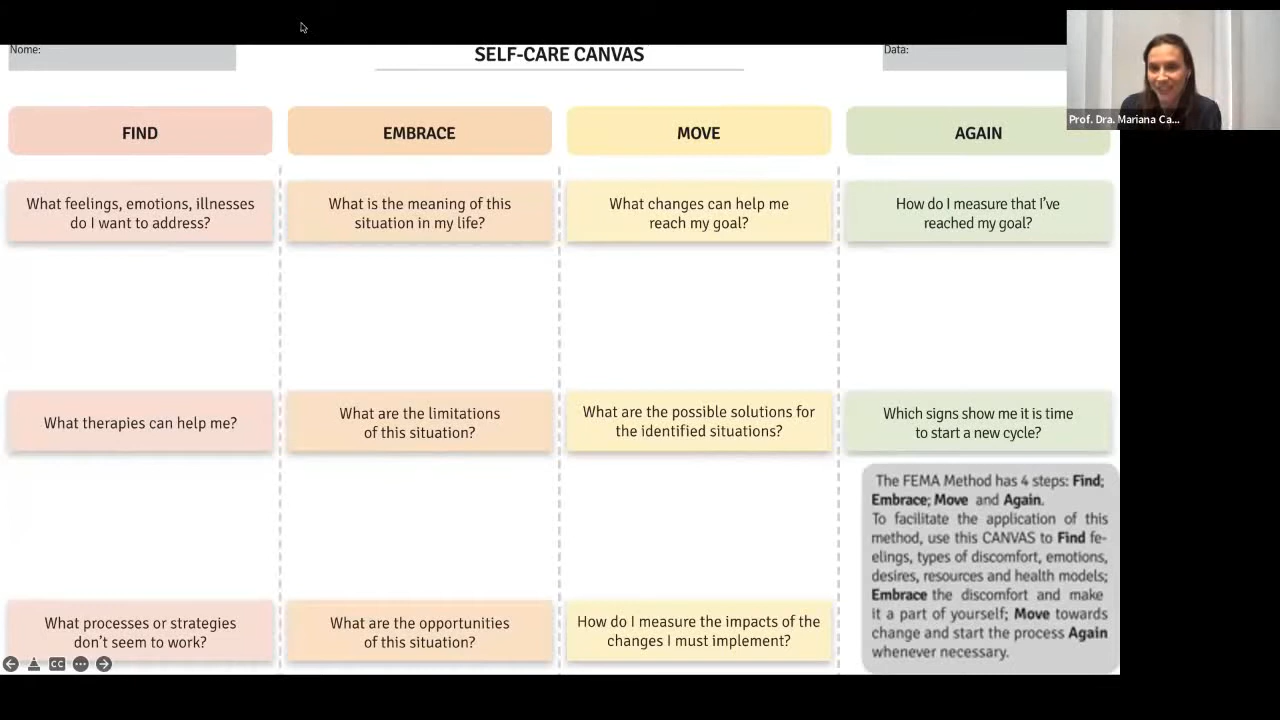 Nome:
SELF-CARE CANVAS
Data:
Prof. Dra. Mariana Ca...
FIND
EMBRACE
MOVE
AGAIN
What feelings, emotions, illnesses
do I want to address?
What is the meaning of this
situation in my life?
What changes can help me
reach my goal?
How do I measure that I've
reached my goal?
What therapies can help me?
What are the limitations
of this situation?
What are the possible solutions for
the identified situations?
Which signs show me it is time
to start a new cycle?
The FEMA Method has 4 steps: Find;
Embrace; Move and Again.
To facilitate the application of this
method, use this CANVAS to Find fe-
elings, types of discomfort, emotions,
desires, resources and health models;
Embrace the discomfort and make
it a part of yourself; Move towards
change and start the process Again
whenever necessary.
What processes or strategies
don't seem to work?
What are the opportunities
of this situation?
How do I measure the impacts of the
changes I must implement?
CC